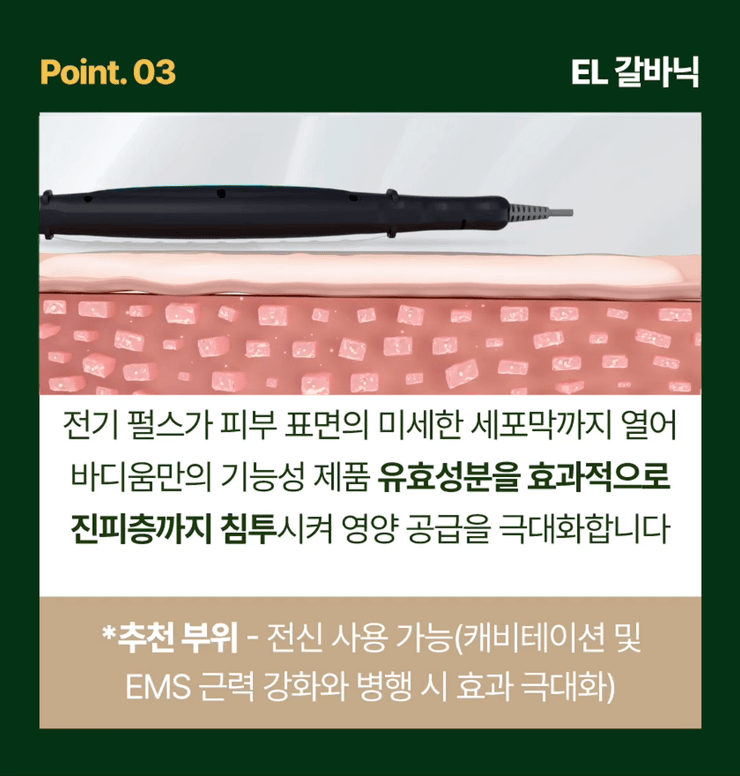 Point. 03
EL 갈바닉
전기 펄스가 피부 표면의 미세한 세포막까지 열어
바디움만의 기능성 제품 유효성분을 효과적으로
진피층까지 침투시켜 영양 공급을 극대화합니다
*추천 부위 - 전신 사용 가능(캐비테이션 및
EMS 근력 강화와 병행 시 효과 극대화)